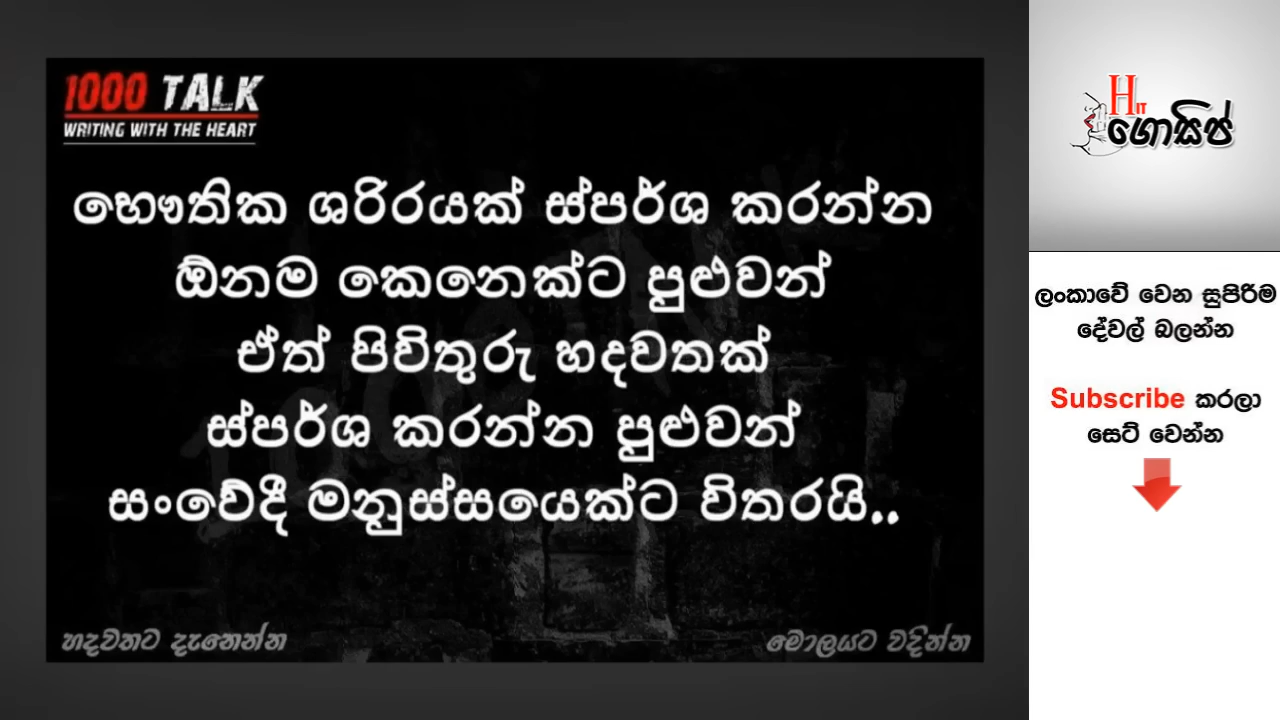 1000 TALK
WRITING WITH THE HEART
භෞතික ශරිරයක් ස්පර්ශ කරන්න
ඕනම කෙනෙක්ට පුළුවන්
ඒත් පිවිතුරු හදවතක්
ස්පර්ශ කරන්න පුළුවන්
සංවේදී මනුස්සයෙක්ට විතරයි..
හදවතට දැනෙන්න
මොලයට වදින්න
HIT
ගොසිප්
ලංකාවේ වෙන සුපිරිම
දේවල් බලන්න
Subscribe කරලා
සෙට් වෙන්න